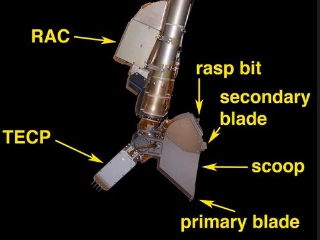 RAC
rasp bit
secondary
blade
TECP
scoop
primary blade